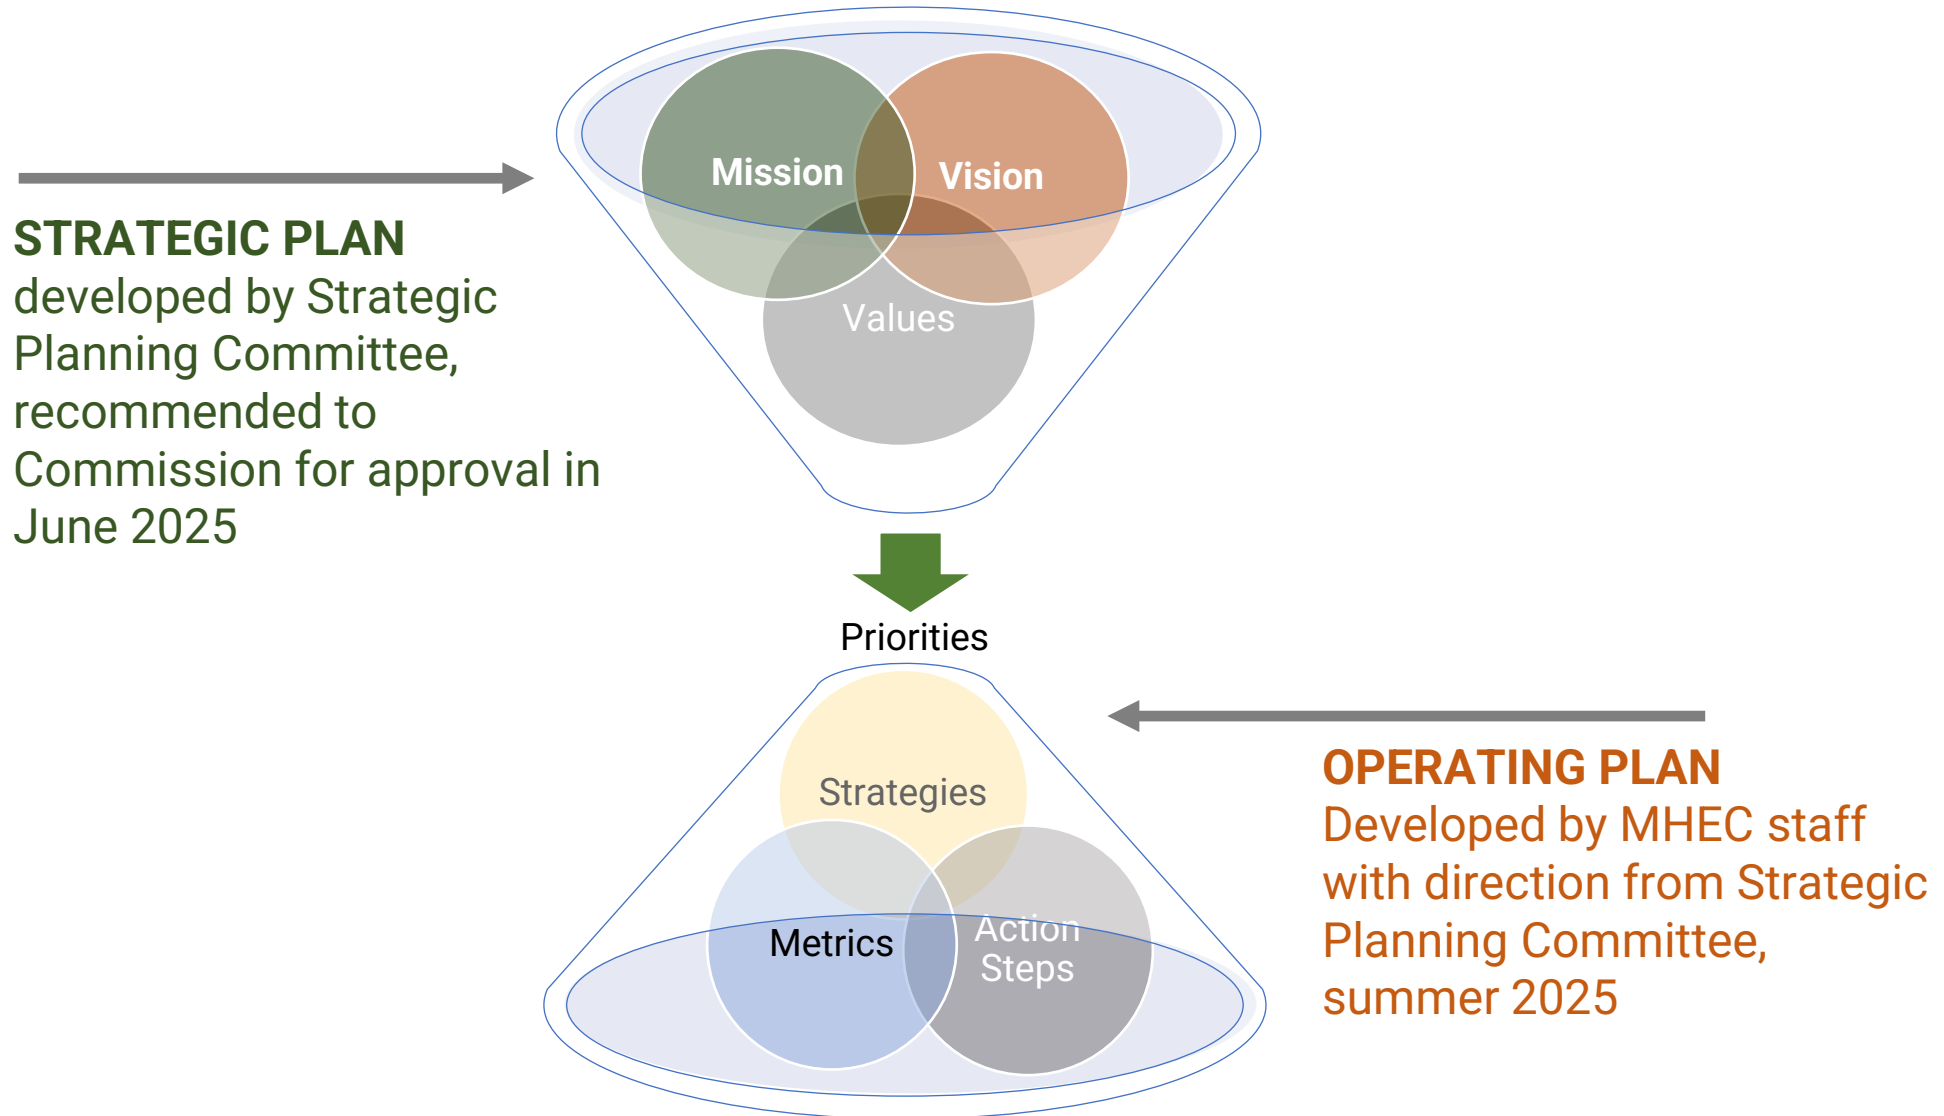 Mission
Vision
Values
STRATEGIC PLAN
developed by Strategic
Planning Committee,
recommended to
Commission for approval in
June 2025
Priorities
Strategies
Metrics
Action
Steps
OPERATING PLAN
Developed by MHEC staff
with direction from Strategic
Planning Committee,
summer 2025